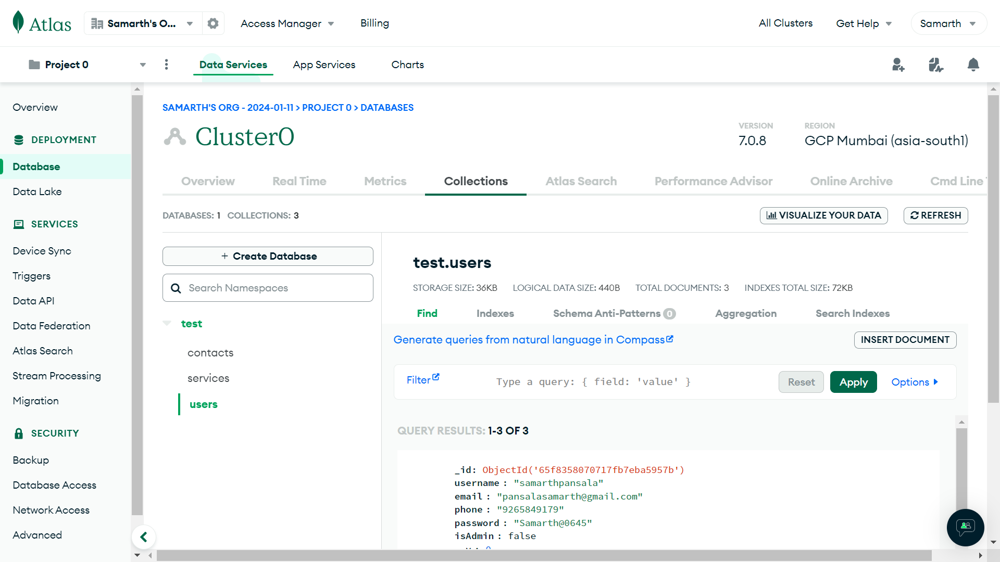 Atlas
Samarth's O...
Access Manager
Billing
All Clusters
Get Help
Samarth
Project 0
Data Services
App Services
Charts
Overview
DEPLOYMENT
Database
Data Lake
SERVICES
Device Sync
Triggers
Data API
Data Federation
Atlas Search
Stream Processing
Migration
SECURITY
Backup
Database Access
Network Access
Advanced
SAMARTH'S ORG - 2024-01-11 > PROJECT 0 > DATABASES
Cluster0
VERSION
7.0.8
REGION
GCP Mumbai (asia-south1)
Overview
Real Time
Metrics
Collections
Atlas Search
Performance Advisor
Online Archive
Cmd Line
DATABASES: 1 COLLECTIONS: 3
VISUALIZE YOUR DATA
REFRESH
+ Create Database
Search Namespaces
test
contacts
services
users
test.users
STORAGE SIZE: 36KB LOGICAL DATA SIZE: 440B TOTAL DOCUMENTS: 3 INDEXES TOTAL SIZE: 72KB
Find
Indexes
Schema Anti-Patterns 0
Aggregation
Search Indexes
Generate queries from natural language in Compass
INSERT DOCUMENT
Filter
Type a query: { field: 'value' }
Reset
Apply
Options
QUERY RESULTS: 1-3 OF 3
_id: ObjectId('65f8358070717fb7eba5957b')
username : "samarthpansala"
email : "pansalasamarth@gmail.com"
phone : "9265849179"
password : "Samarth@0645"
isAdmin : false